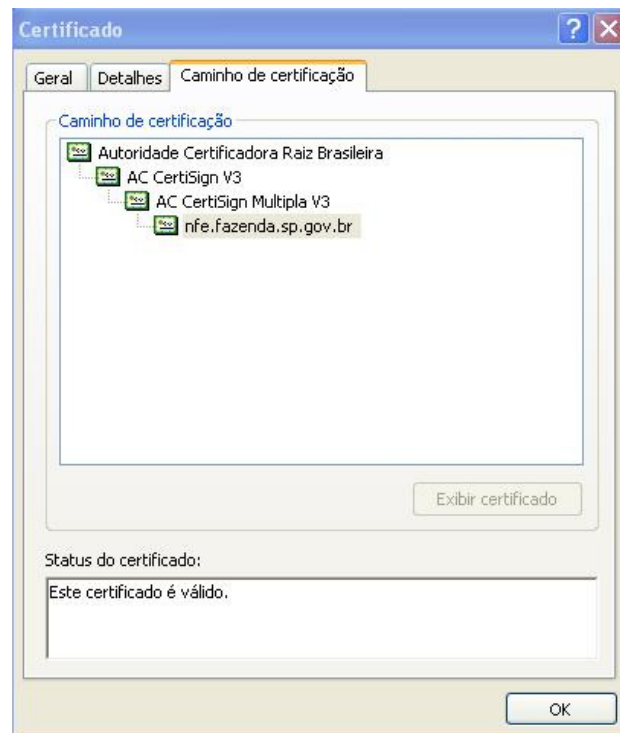 Certificado
Geral Detalhes Caminho de certificação
Caminho de certificação
Autoridade Certificadora Raiz Brasileira
AC CertiSign V3
AC CertiSign Multipla V3
nfe.fazenda.sp.gov.br
Exibir certificado
Status do certificado:
Este certificado é válido.
OK